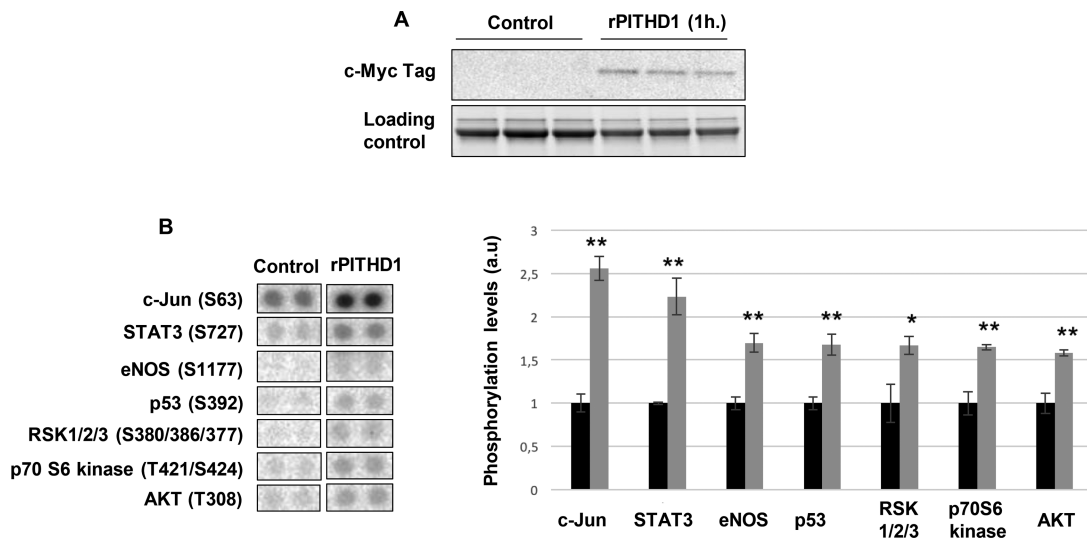 A
Control
rPITHD1 (1h.)
c-Myc Tag
Loading
control
B
Control
rPITHD1
c-Jun (S63)
STAT3 (S727)
eNOS (S1177)
p53 (S392)
RSK1/2/3 (S380/386/377)
p70 S6 kinase (T421/S424)
AKT (T308)
Phosphorylation levels (a.u)
3
2,5
2
1,5
1
0,5
0
**
**
**
**
*
**
**
c-Jun
STAT3
eNOS
p53
RSK
1/2/3
p70S6
kinase
AKT